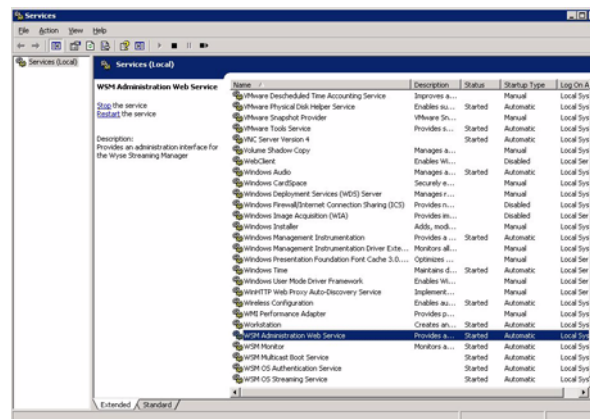 Services
File Action View Help
Services (Local)
Services (Local)
WSM Administration Web Service
Stop the service
Restart the service
Description:
Provides an administration interface for
the Wyse Streaming Manager
Name Description Status Startup Type Log On A
VMware Descheduled Time Accounting Service Improves a... Manual Local Sys
VMware Physical Disk Helper Service Enables su... Started Automatic Local Sys
VMware Snapshot Provider VMware Sn... Manual Local Sys
VMware Tools Service Provides s... Started Automatic Local Sys
VNC Server Version 4 Started Automatic Local Sys
Volume Shadow Copy Manages a... Manual Local Sys
WebClient Enables Wi... Disabled Local Ser
Windows Audio Manages a... Started Automatic Local Sys
Windows CardSpace Securely e... Manual Local Sys
Windows Deployment Services (WDS) Server Manages r... Manual Local Sys
Windows Firewall/Internet Connection Sharing (ICS) Provides n... Disabled Local Sys
Windows Image Acquisition (WIA) Provides im... Disabled Local Ser
Windows Installer Adds, mod... Manual Local Sys
Windows Management Instrumentation Provides a ... Started Automatic Local Sys
Windows Management Instrumentation Driver Exte... Monitors all... Manual Local Sys
Windows Presentation Foundation Font Cache 3.0.... Optimizes ... Manual Local Ser
Windows Time Maintains d... Started Automatic Local Ser
Windows User Mode Driver Framework Enables Wi... Manual Local Sys
WinHTTP Web Proxy Auto-Discovery Service Implement... Manual Local Ser
Wireless Configuration Enables au... Started Automatic Local Sys
WMI Performance Adapter Provides p... Manual Local Sys
Workstation Creates an... Started Automatic Local Sys
WSM Administration Web Service Provides a... Started Automatic Local Sys
WSM Monitor Monitors a... Started Automatic Local Sys
WSM Multicast Boot Service Started Automatic Local Sys
WSM OS Authentication Service Started Automatic Local Sys
WSM OS Streaming Service Started Automatic Local Sys
Extended Standard